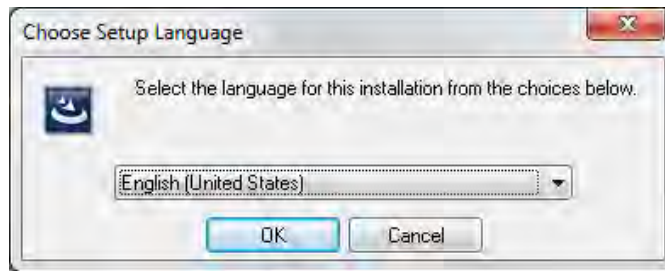 Choose Setup Language
Select the language for this installation from the choices below.
English (United States)
OK
Cancel